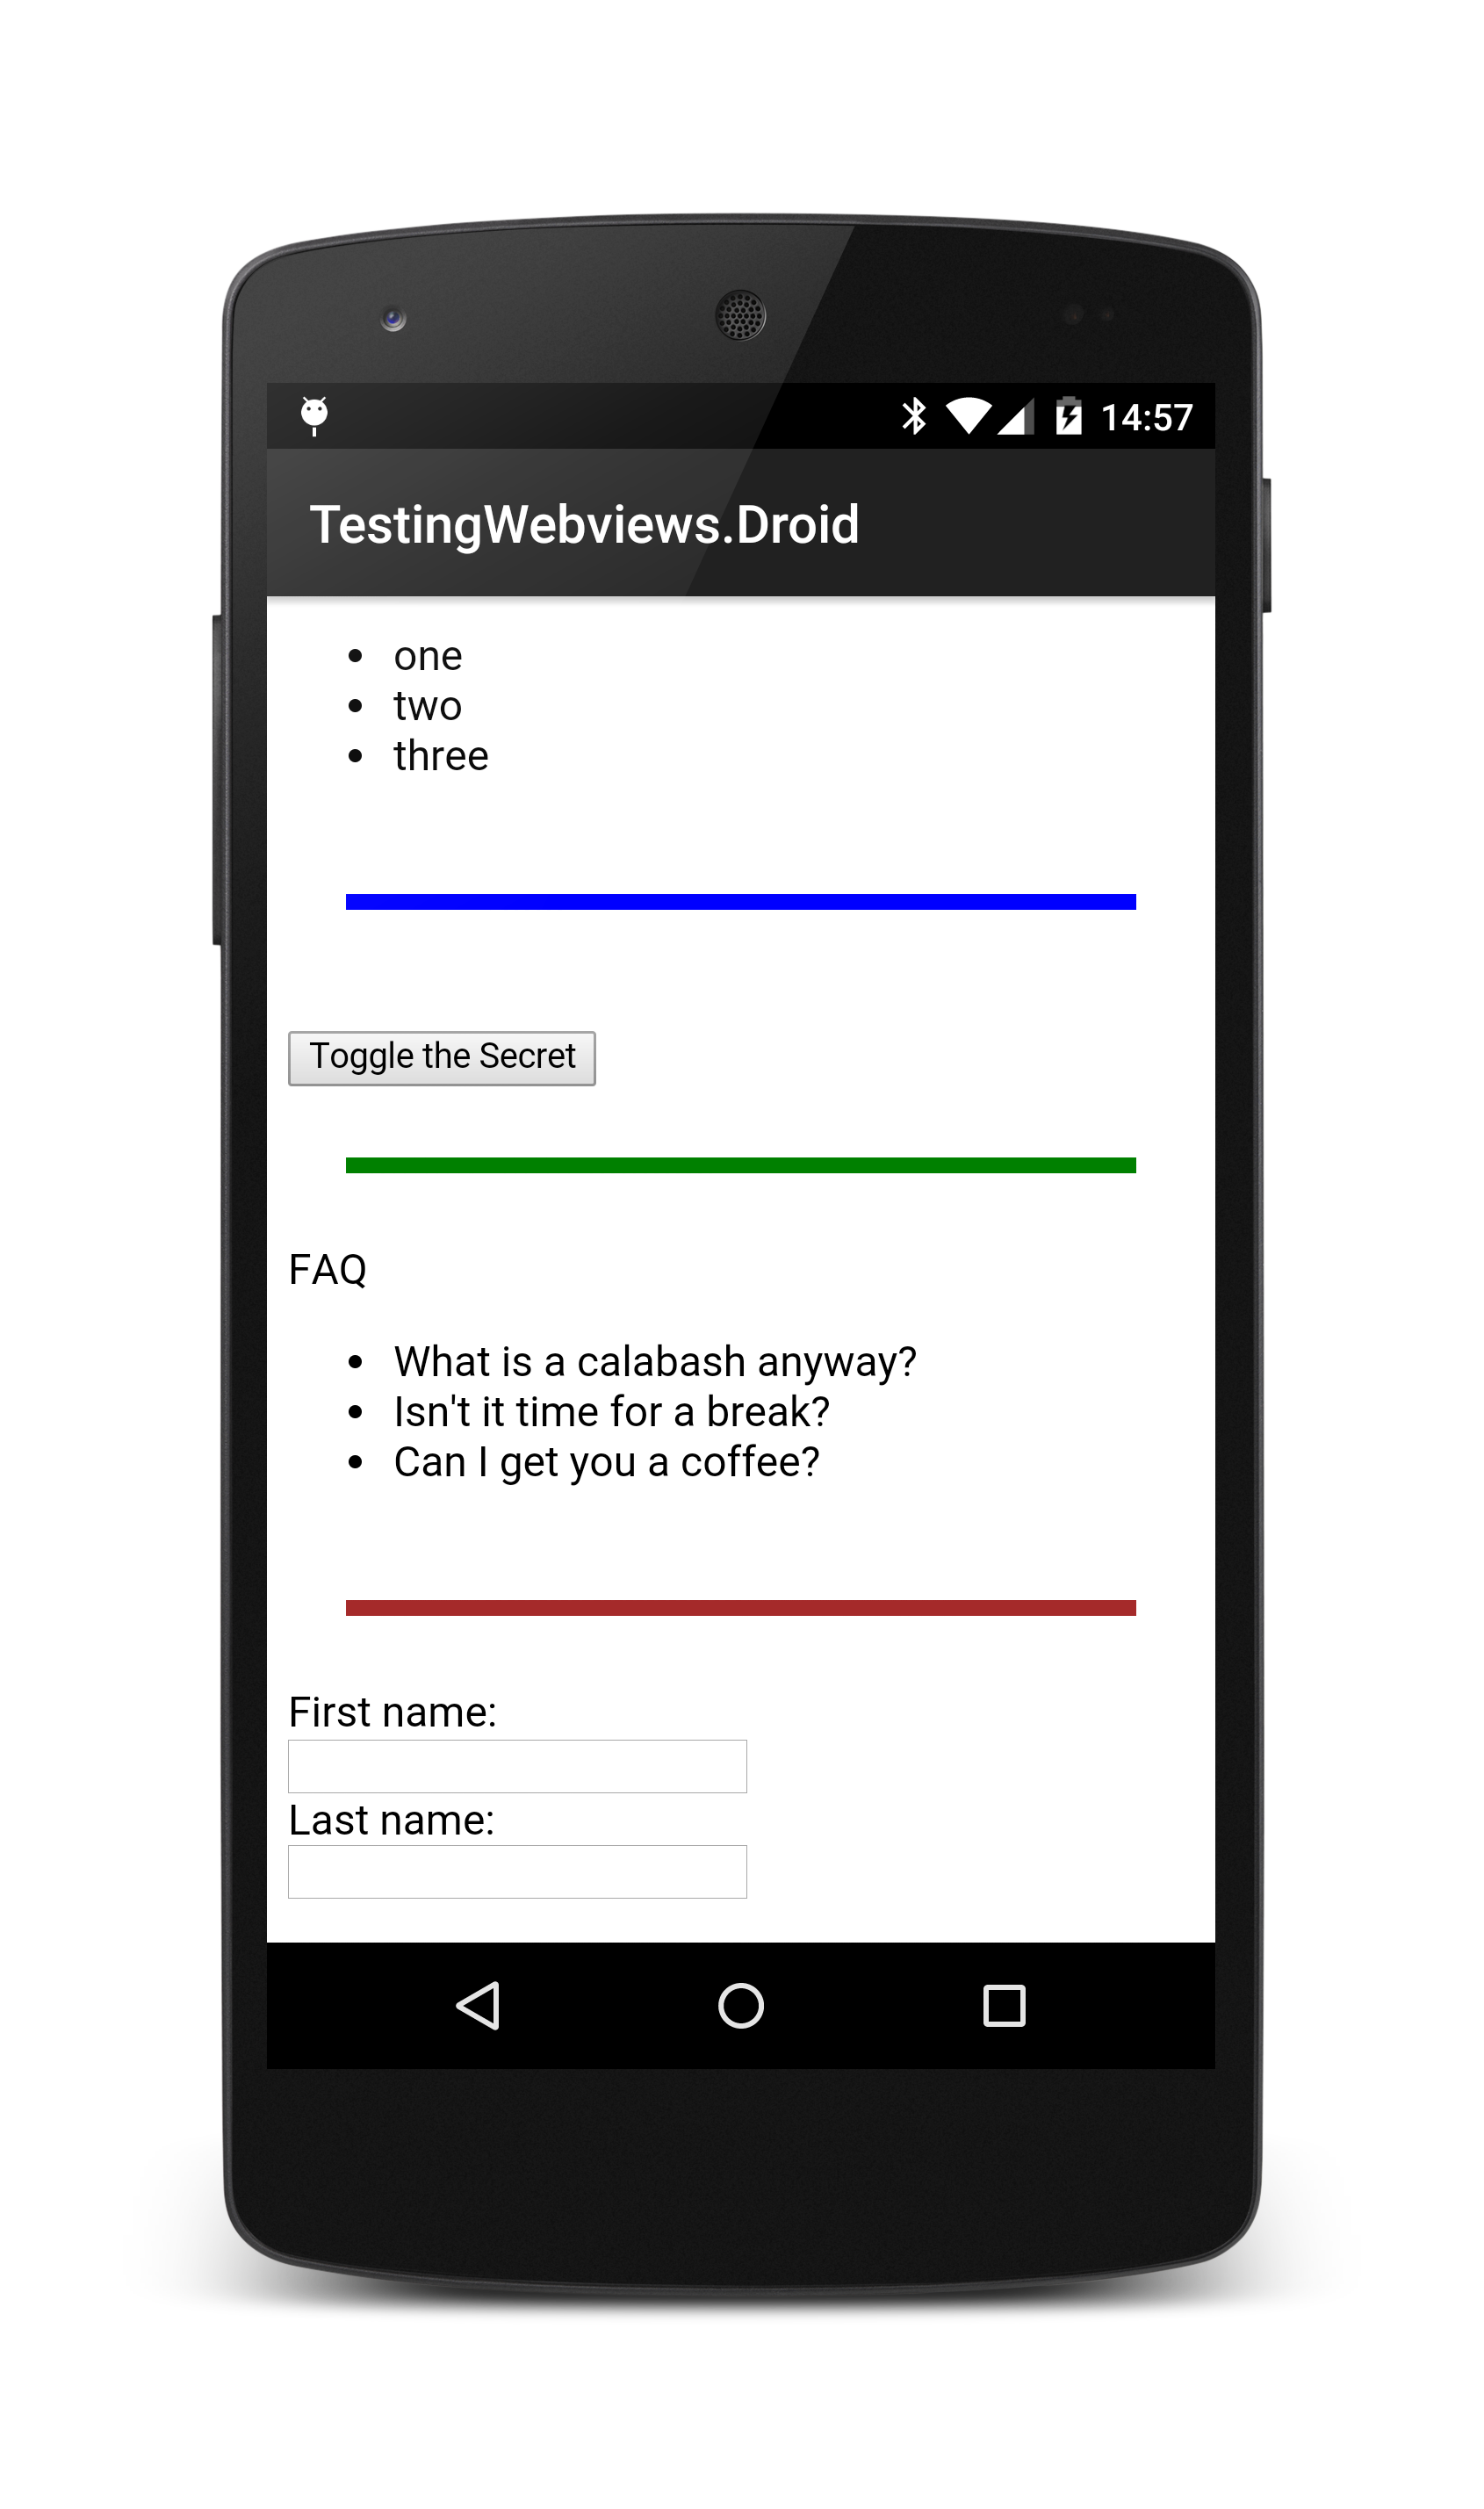 14:57
TestingWebviews.Droid
one
two
three
Toggle the Secret
FAQ
What is a calabash anyway?
Isn't it time for a break?
Can I get you a coffee?
First name:
Last name: